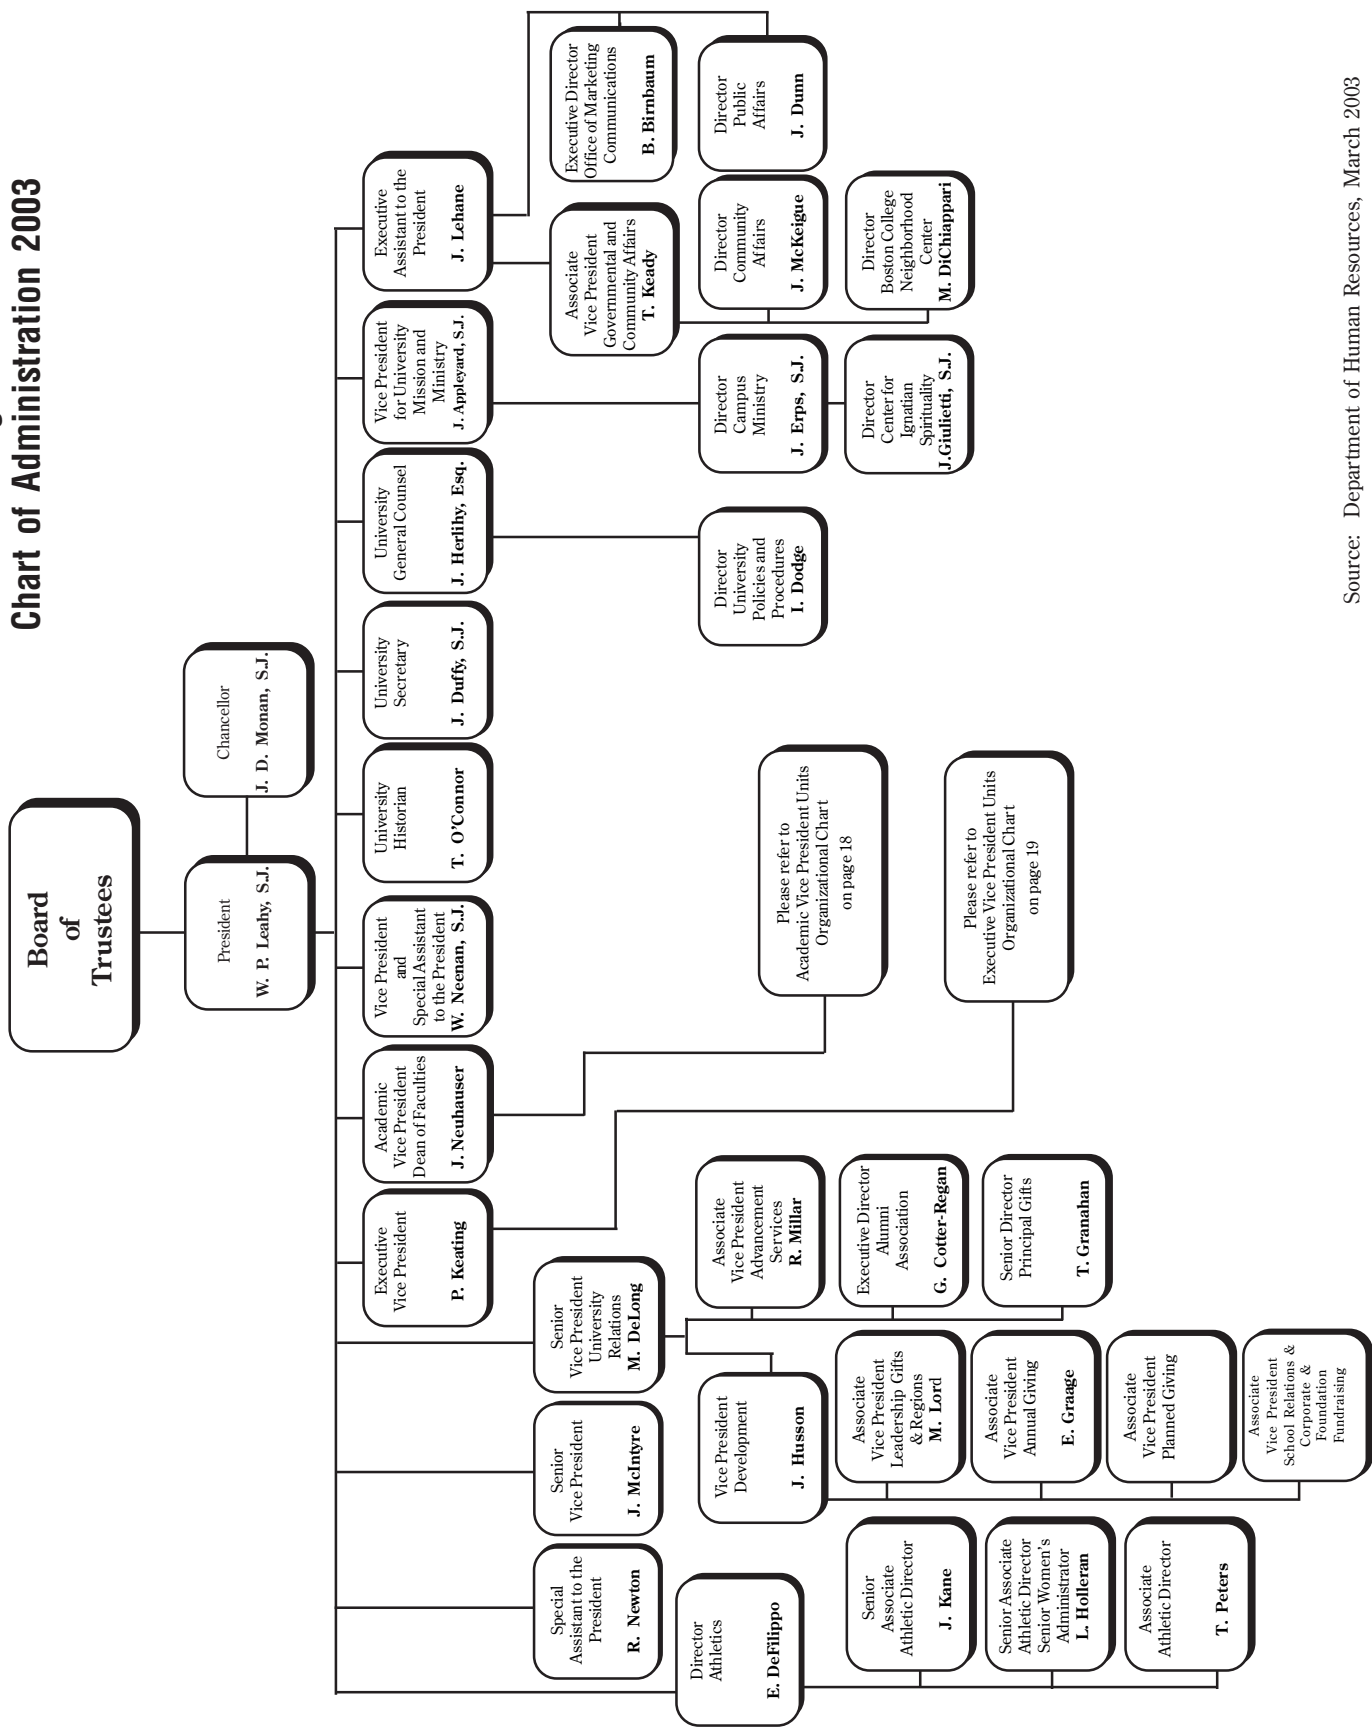 Chart of Administration 2003
Board
of
Trustees
President
W. P. Leahy, S.J.
Chancellor
J. D. Monan, S.J.
Director
Athletics
E. DeFilippo
Special
Assistant to the
President
R. Newton
Senior
Vice President
J. McIntyre
Senior
Vice President
University
Relations
M. DeLong
Executive
Vice President
P. Keating
Academic
Vice President
Dean of Faculties
J. Neuhauser
Vice President
and
Special Assistant
to the President
W. Neenan, S.J.
University
Historian
T. O'Connor
University
Secretary
J. Duffy, S.J.
University
General Counsel
J. Herlihy, Esq.
Vice President
for University
Mission and
Ministry
J. Appleyard, S.J.
Executive
Assistant to the
President
J. Lehane
Senior
Associate
Athletic Director
J. Kane
Senior Associate
Athletic Director
Senior Women's
Administrator
L. Holleran
Associate
Athletic Director
T. Peters
Vice President
Development
J. Husson
Associate
Vice President
Leadership Gifts
& Regions
M. Lord
Associate
Vice President
Annual Giving
E. Graage
Associate
Vice President
Planned Giving
Associate
Vice President
School Relations &
Corporate &
Foundation
Fundraising
Associate
Vice President
Advancement
Services
R. Millar
Executive Director
Alumni
Association
G. Cotter-Regan
Senior Director
Principal Gifts
T. Granahan
Please refer to
Academic Vice President Units
Organizational Chart
on page 18
Please refer to
Executive Vice President Units
Organizational Chart
on page 19
Director
University
Policies and
Procedures
I. Dodge
Director
Campus
Ministry
J. Erps, S.J.
Director
Center for
Ignatian
Spirituality
J.Giulietti, S.J.
Associate
Vice President
Governmental and
Community Affairs
T. Keady
Executive Director
Office of Marketing
Communications
B. Birnbaum
Director
Community
Affairs
J. McKeigue
Director
Public
Affairs
J. Dunn
Director
Boston College
Neighborhood
Center
M. DiChiappari
Source: Department of Human Resources, March 2003